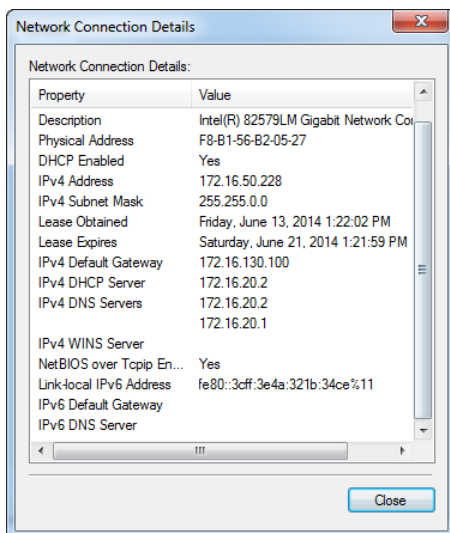 Network Connection Details
Network Connection Details:
Property Value
Description Intel(R) 82579LM Gigabit Network
Physical Address F8-B1-56-B2-05-27
DHCP Enabled Yes
IPv4 Address 172.16.50.228
IPv4 Subnet Mask 255.255.0.0
Lease Obtained Friday, June 13, 2014 1:22:02 PM
Lease Expires Saturday, June 21, 2014 1:21:59 PM
IPv4 Default Gateway 172.16.130.100
IPv4 DHCP Server 172.16.20.2
IPv4 DNS Servers 172.16.20.2
172.16.20.1
IPv4 WINS Server
NetBIOS over Tcpip En... Yes
Link-local IPv6 Address fe80::3cff:3e4a:321b:34ce%11
IPv6 Default Gateway
IPv6 DNS Server
Close